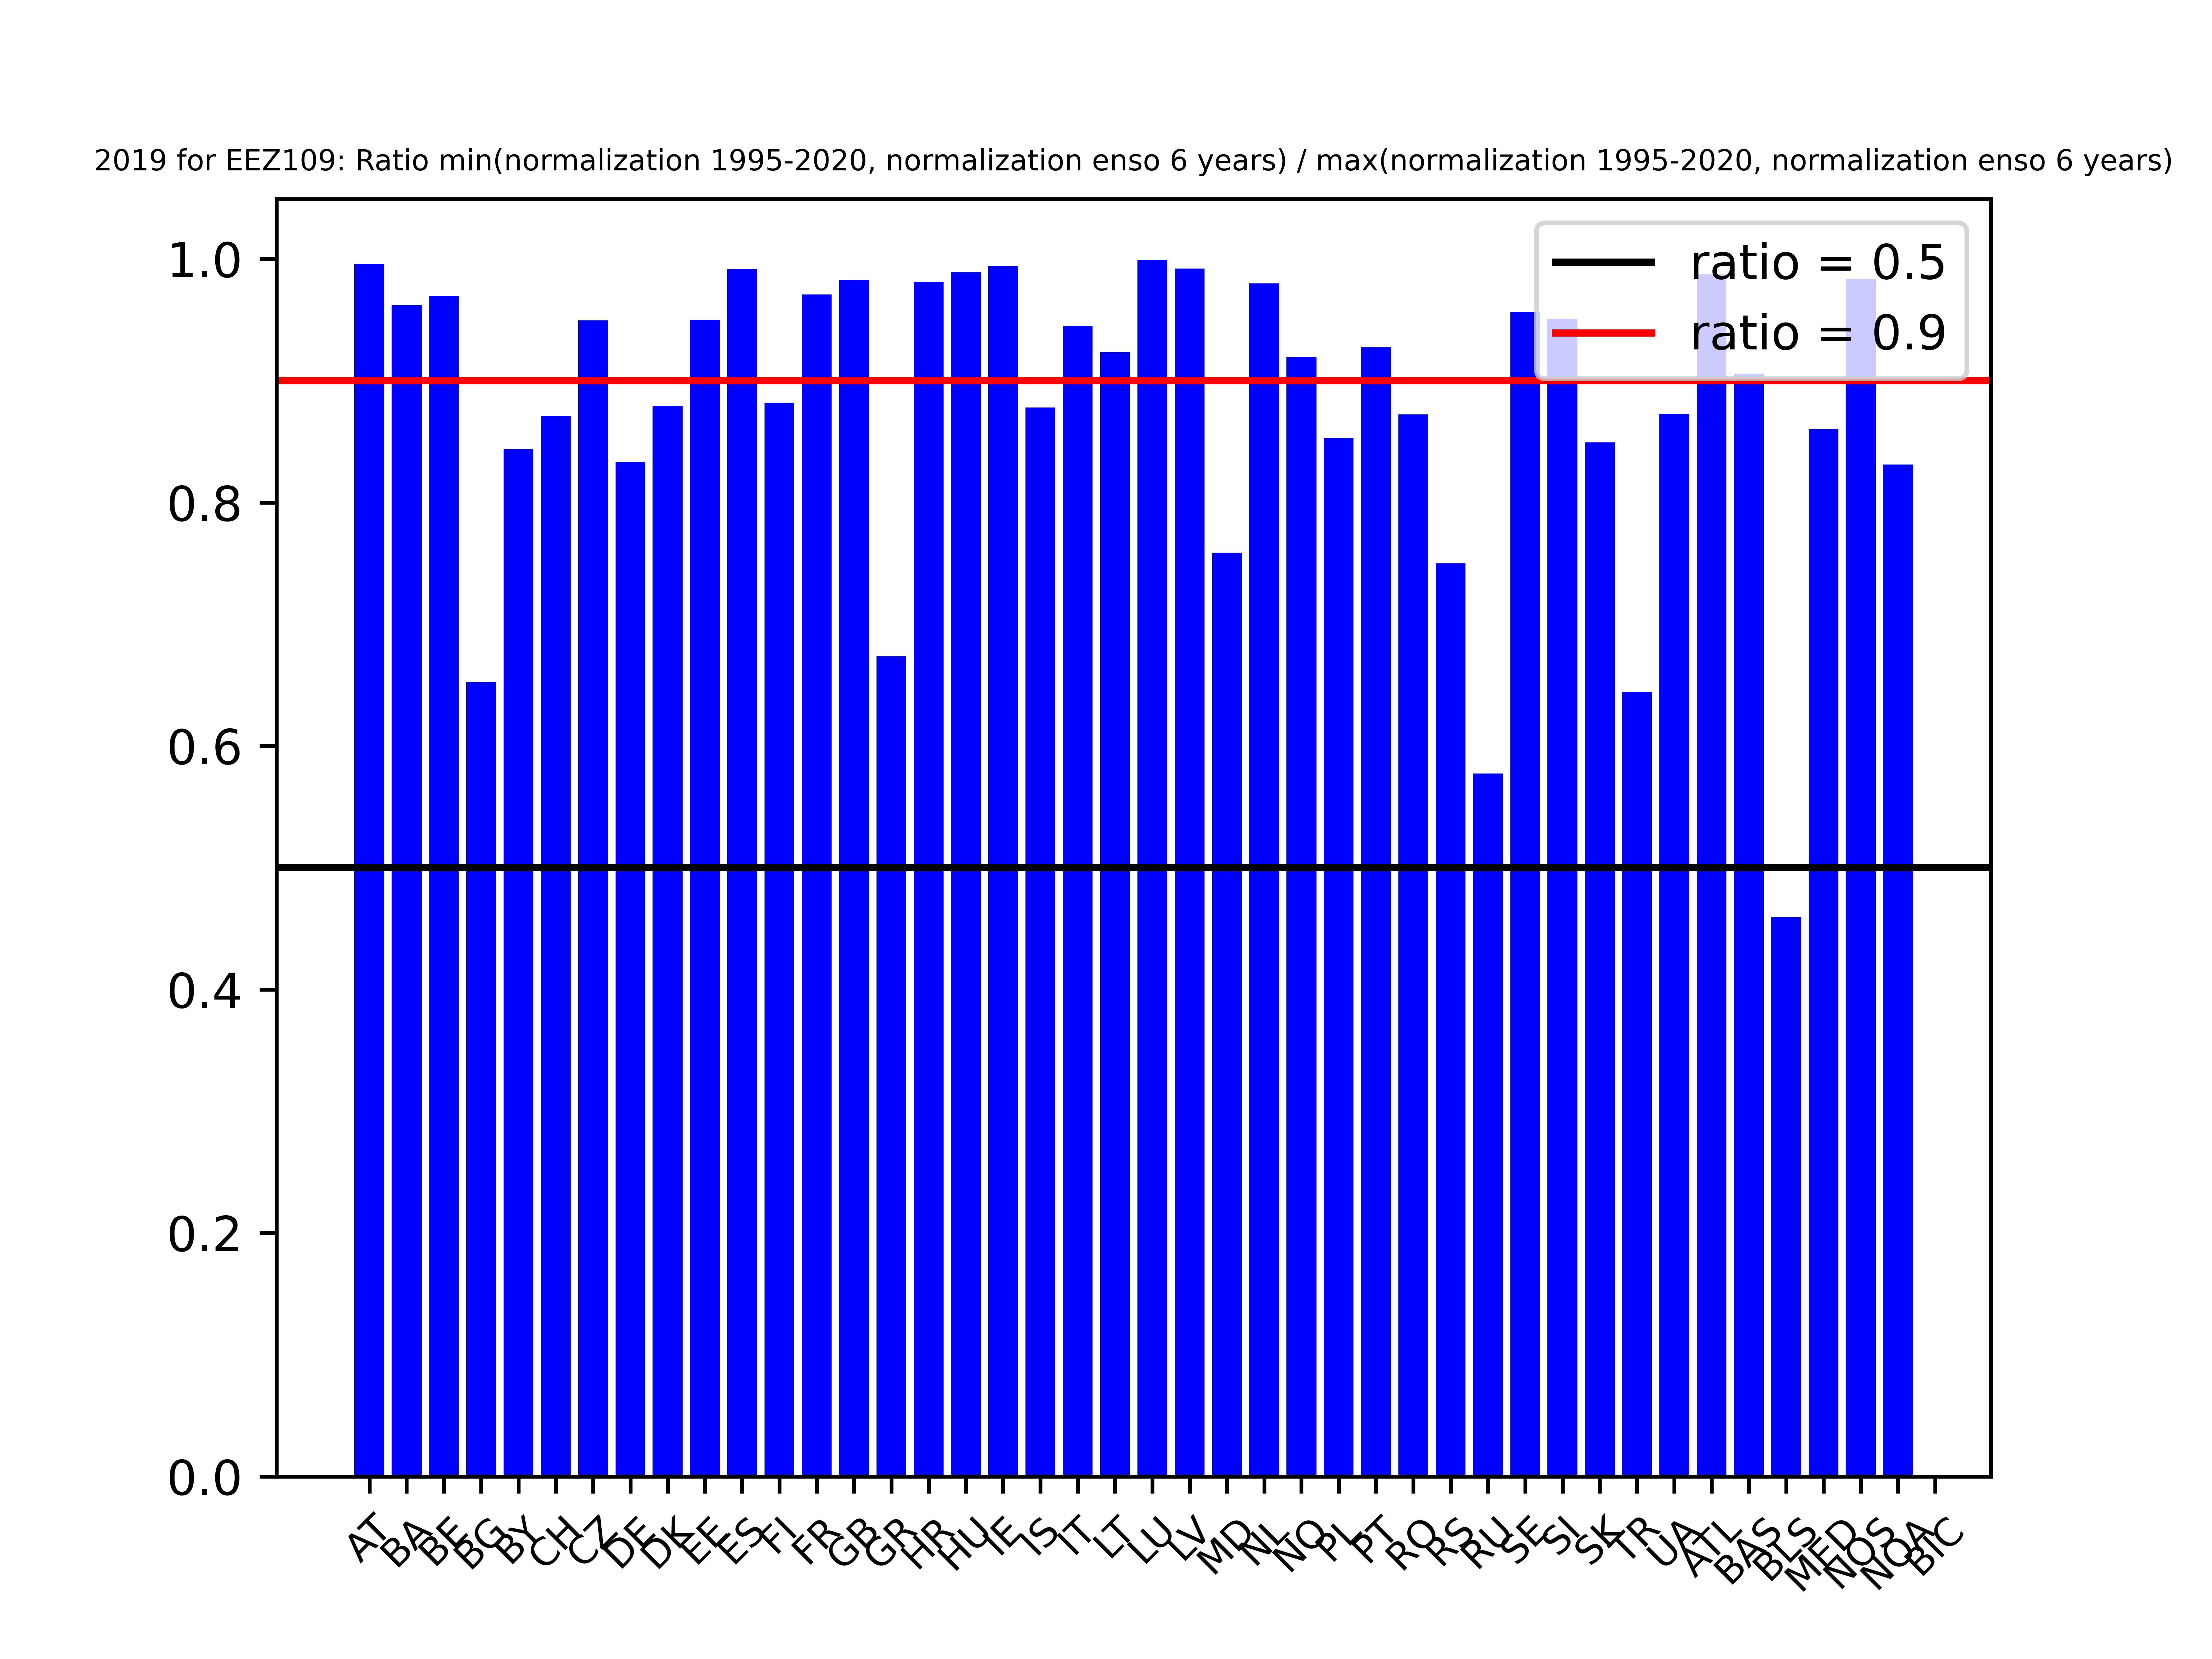 2019 for EEZ109: Ratio min(normalization 1995-2020, normalization enso 6 years) / max(normalization 1995-2020, normalization enso 6 years)
ratio = 0.5
ratio = 0.9
1.0
0.8
0.6
0.4
0.2
0.0
AT BA BE BG BY CH CZ DE DK EE ES FI FR GB GR HR HU IE IS IT LT LU LV MD NL NO PL PT RO RS RU SE SI SK TR UA ATL BAS BLS MED NOS NOA BIC